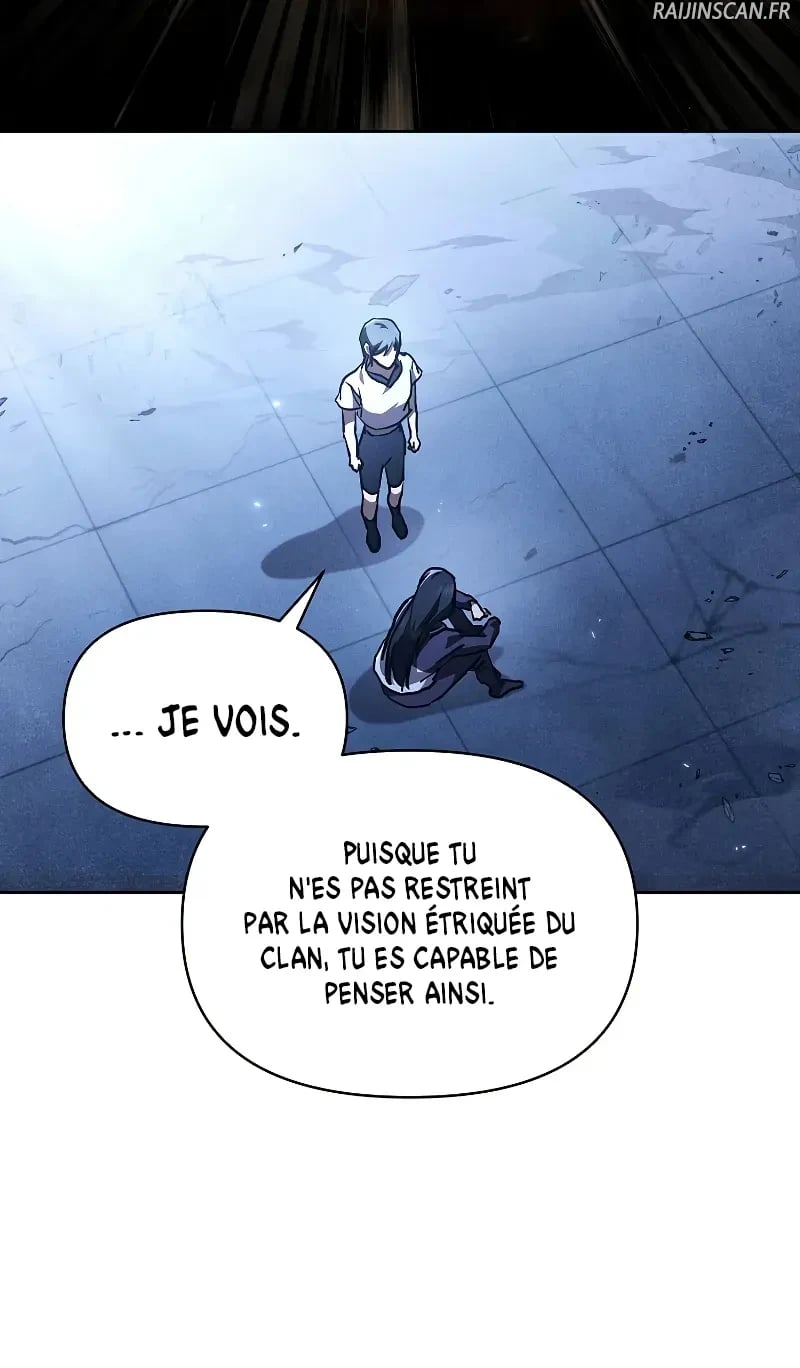 RAIJINSCAN.FR
... JE VOIS.
PUISQUE TU
N'ES PAS RESTREINT
PAR LA VISION ÉTRIQUÉE DU
CLAN, TU ES CAPABLE DE
PENSER AINSI.